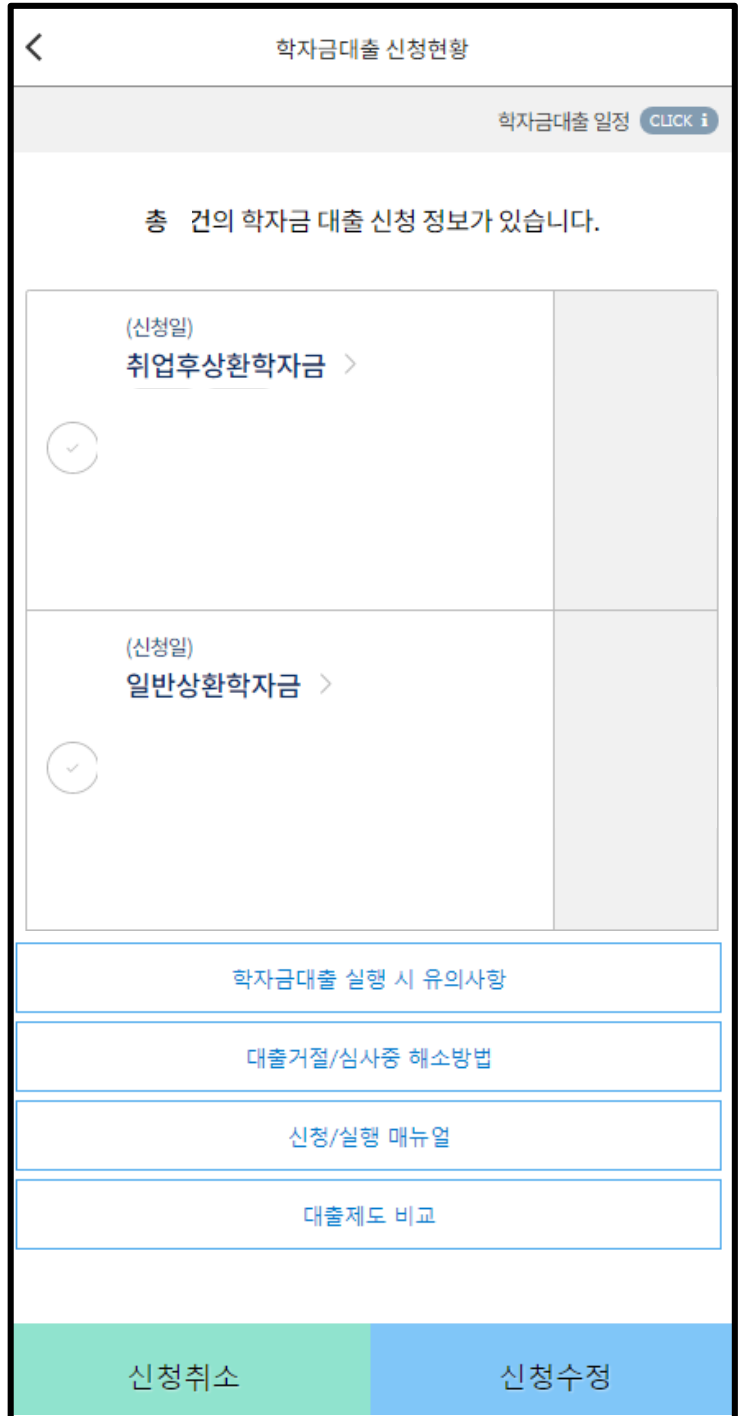 학자금대출 신청현황
학자금대출 일정 CLICK i
총 건의 학자금 대출 신청 정보가 있습니다.
(신청일)
취업후상환학자금 >
(신청일)
일반상환학자금 >
학자금대출 실행 시 유의사항
대출거절/심사중 해소방법
신청/실행 매뉴얼
대출제도 비교
신청취소 신청수정